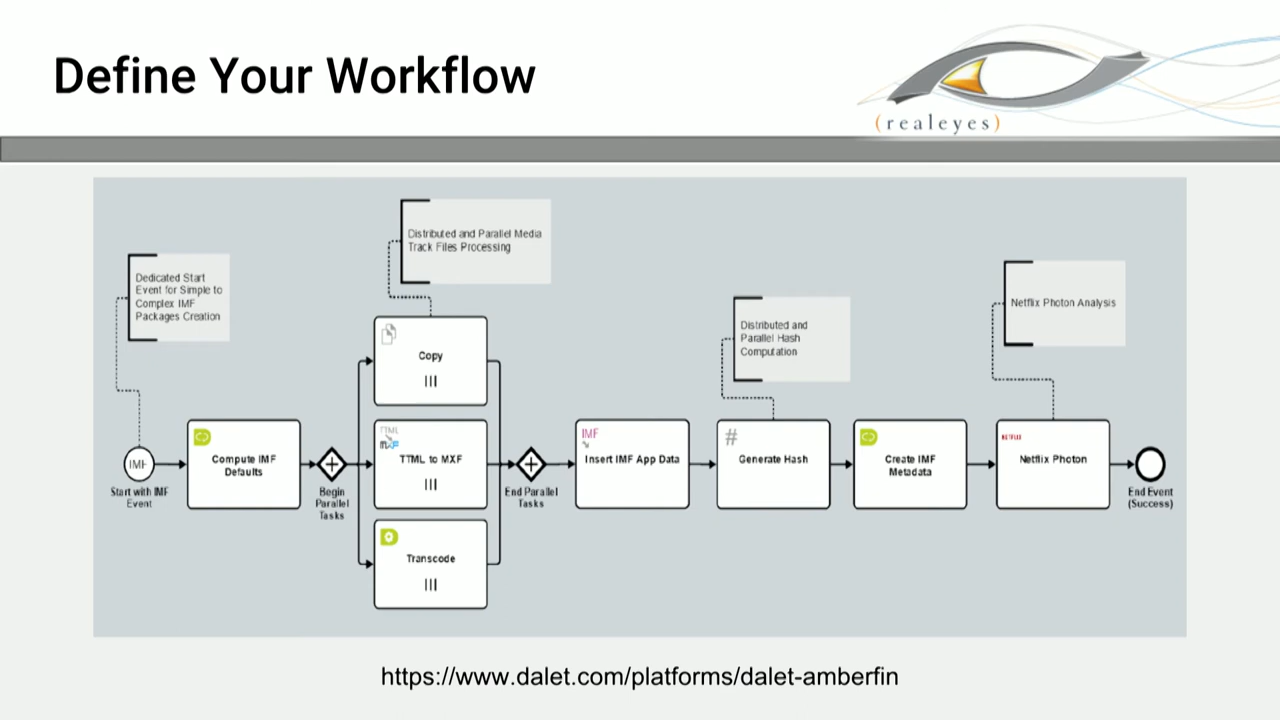 Define Your Workflow
(realeyes)
Distributed and Parallel Media
Track Files Processing
Dedicated Start
Event for Simple to
Complex IMF
Packages Creation
Netflix Photon Analysis
Distributed and
Parallel Hash
Computation
Copy
IMF
Start with IMF
Event
Compute IMF
Defaults
Begin
Parallel
Tasks
TTML
MXF
TTML to MXF
Transcode
End Parallel
Tasks
IMF
Insert IMF App Data
#
Generate Hash
Create IMF
Metadata
NETFLIX
Netflix Photon
End Event
(Success)
https://www.dalet.com/platforms/dalet-amberfin